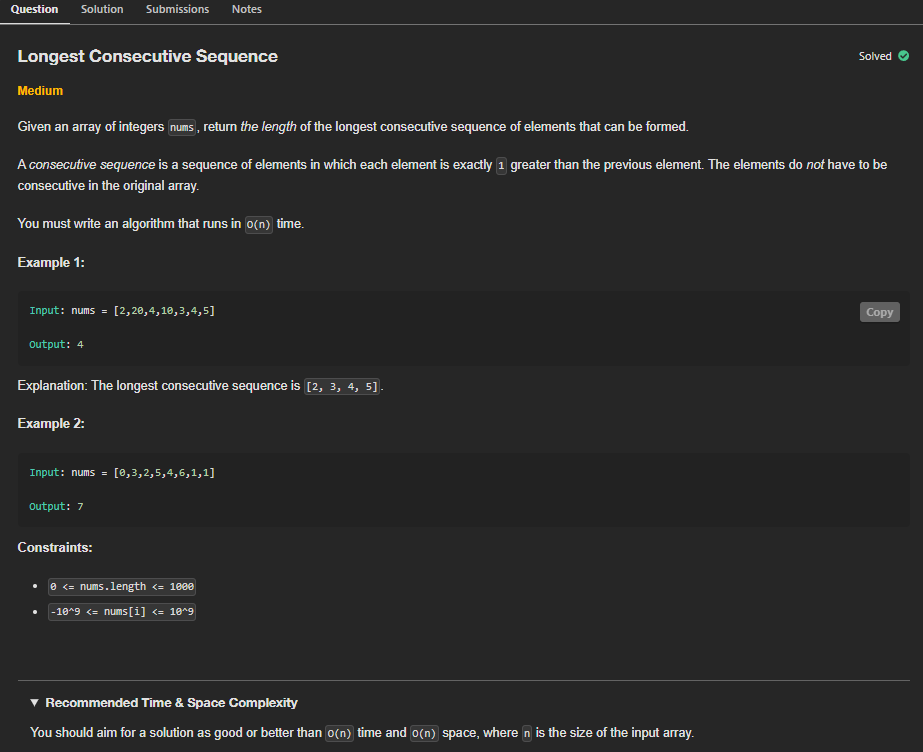 Question Solution Submissions Notes
Longest Consecutive Sequence
Solved
Medium
Given an array of integers nums, return the length of the longest consecutive sequence of elements that can be formed.
A consecutive sequence is a sequence of elements in which each element is exactly 1 greater than the previous element. The elements do not have to be
consecutive in the original array.
You must write an algorithm that runs in O(n) time.
Example 1:
Input: nums = [2,20,4,10,3,4,5]
Copy
Output: 4
Explanation: The longest consecutive sequence is [2, 3, 4, 5].
Example 2:
Input: nums = [0,3,2,5,4,6,1,1]
Output: 7
Constraints:
• 0 <= nums.length <= 1000
• -10^9 <= nums[i] <= 10^9
▼ Recommended Time & Space Complexity
You should aim for a solution as good or better than O(n) time and O(n) space, where n is the size of the input array.